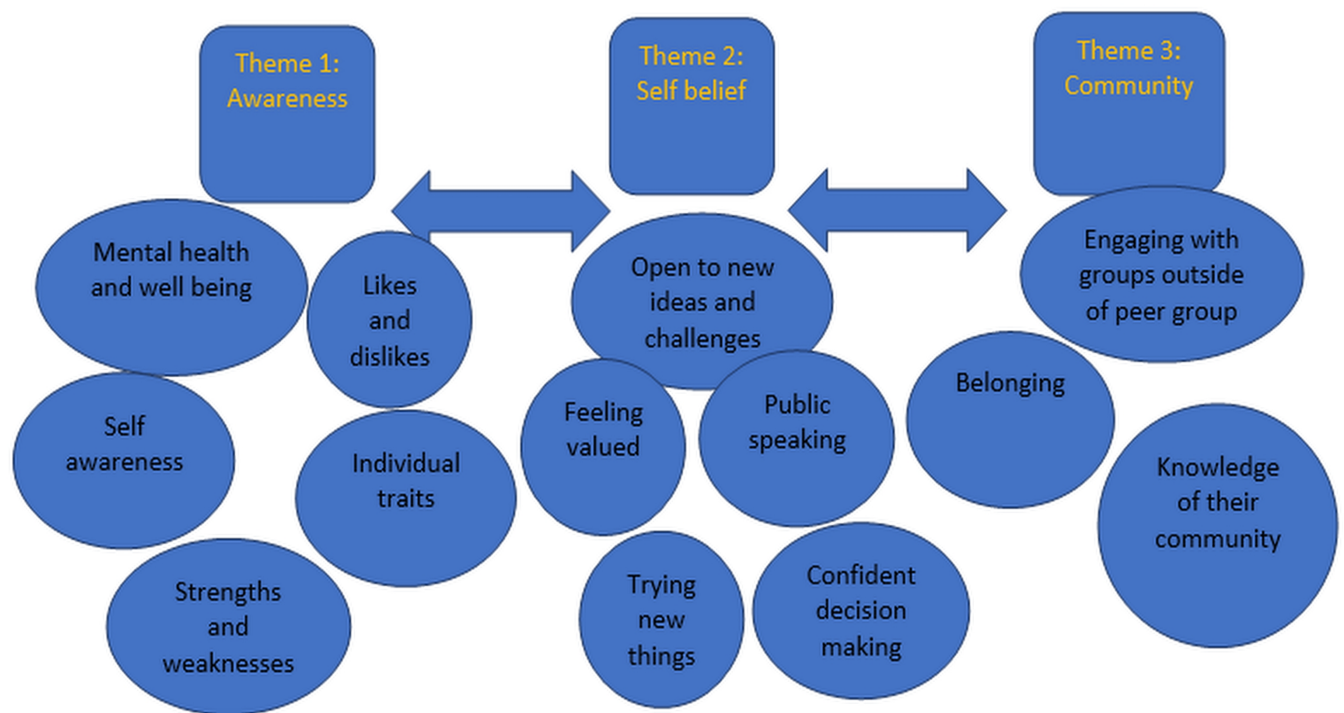 Theme 1:
Awareness
Theme 2:
Self belief
Theme 3:
Community
Mental health
and well being
Likes
and
dislikes
Self
awareness
Individual
traits
Strengths
and
weaknesses
Open to new
ideas and
challenges
Feeling
valued
Public
speaking
Trying
new
things
Confident
decision
making
Engaging with
groups outside
of peer group
Belonging
Knowledge
of their
community